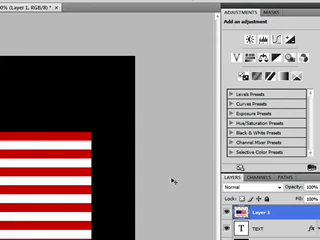 0% (Layer 1, RGB/8) *
ADJUSTMENTS MASKS
Add an adjustment
Levels Presets
Curves Presets
Exposure Presets
Hue/Saturation Presets
Black & White Presets
Channel Mixer Presets
Selective Color Presets
LAYERS CHANNELS PATHS
Normal Opacity: 100%
Lock: Fill: 100%
Layer 1
T TEXT fx